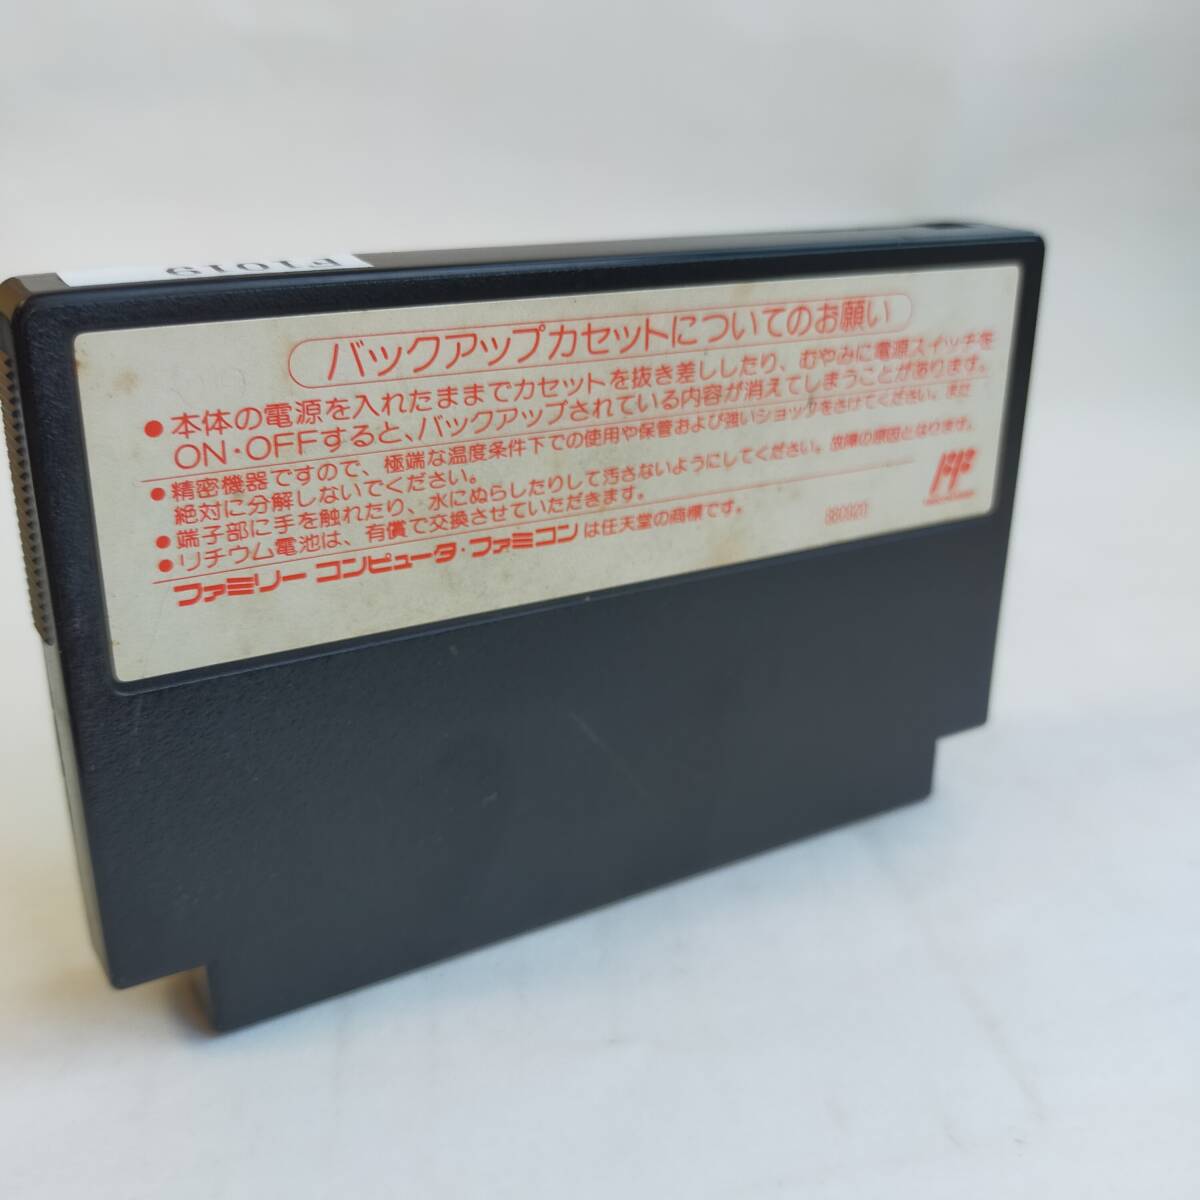 F1019
バックアップカセットについてのお願い
●本体の電源を入れたままでカセットを抜き差ししたり、むやみに電源スイッチを
ON・OFFすると、バックアップされている内容が消えてしまうことがあります。
●精密機器ですので、極端な温度条件下での使用や保管および強いショックをさけてください。また
絶対に分解しないでください。
●端子部に手を触れたり、水にぬらしたりして汚さないようにしてください。故障の原因となります。
●リチウム電池は、有償で交換させていただきます。
ファミリー コンピュータ・ファミコンは任天堂の商標です。